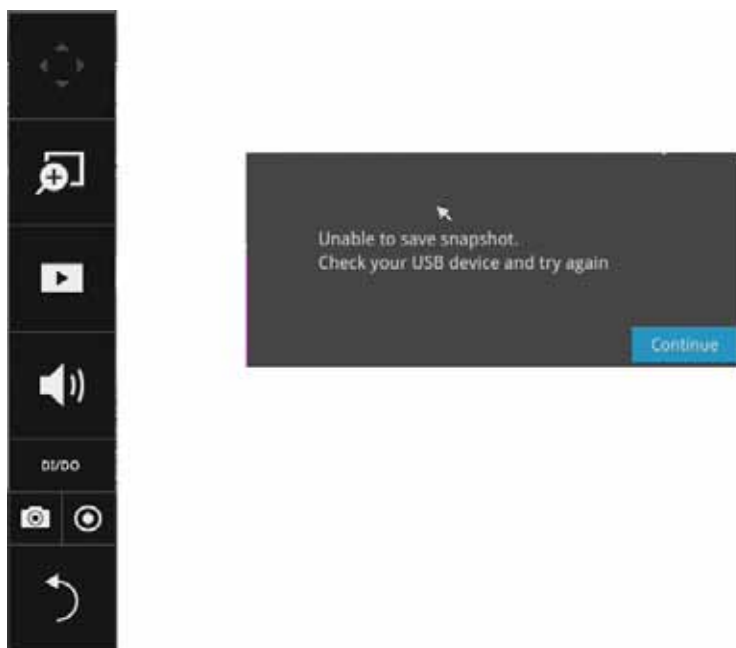 Unable to save snapshot.
Check your USB device and try again
Continue
DI/DO